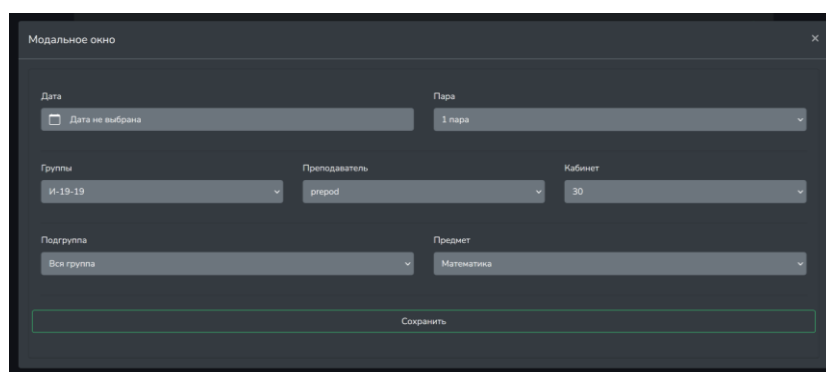 Модальное окно ×
Дата Пара
Дата не выбрана 1 пара
Группы Преподаватель Кабинет
И-19-19 prepod 30
Подгруппа Предмет
Вся группа Математика
Сохранить